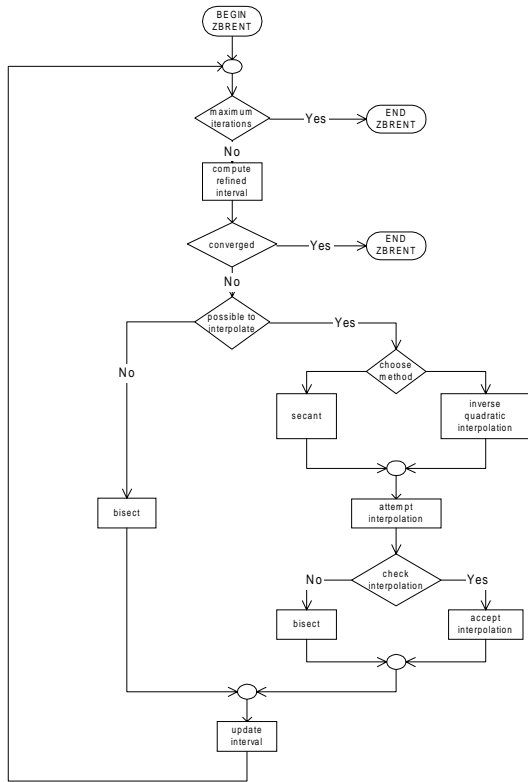 BEGIN
ZBRENT
maximum
iterations
Yes
END
ZBRENT
No
compute
refined
interval
converged
Yes
END
ZBRENT
No
possible to
interpolate
Yes
No
choose
method
secant
inverse
quadratic
interpolation
bisect
attempt
interpolation
No
check
interpolation
Yes
bisect
accept
interpolation
update
interval